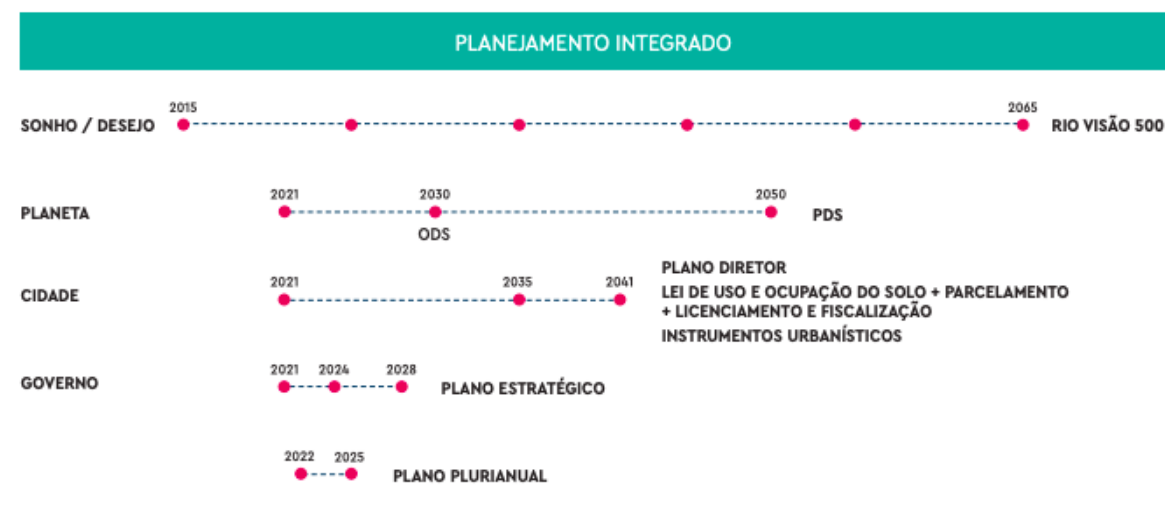 PLANEJAMENTO INTEGRADO
2015
2065
SONHO / DESEJO
RIO VISÃO 500
2021
2030
2050
PLANETA
PDS
ODS
PLANO DIRETOR
2021
2035
2041
CIDADE
LEI DE USO E OCUPAÇÃO DO SOLO + PARCELAMENTO
+ LICENCIAMENTO E FISCALIZAÇÃO
INSTRUMENTOS URBANÍSTICOS
2021
2024
2028
GOVERNO
PLANO ESTRATÉGICO
2022
2025
PLANO PLURIANUAL